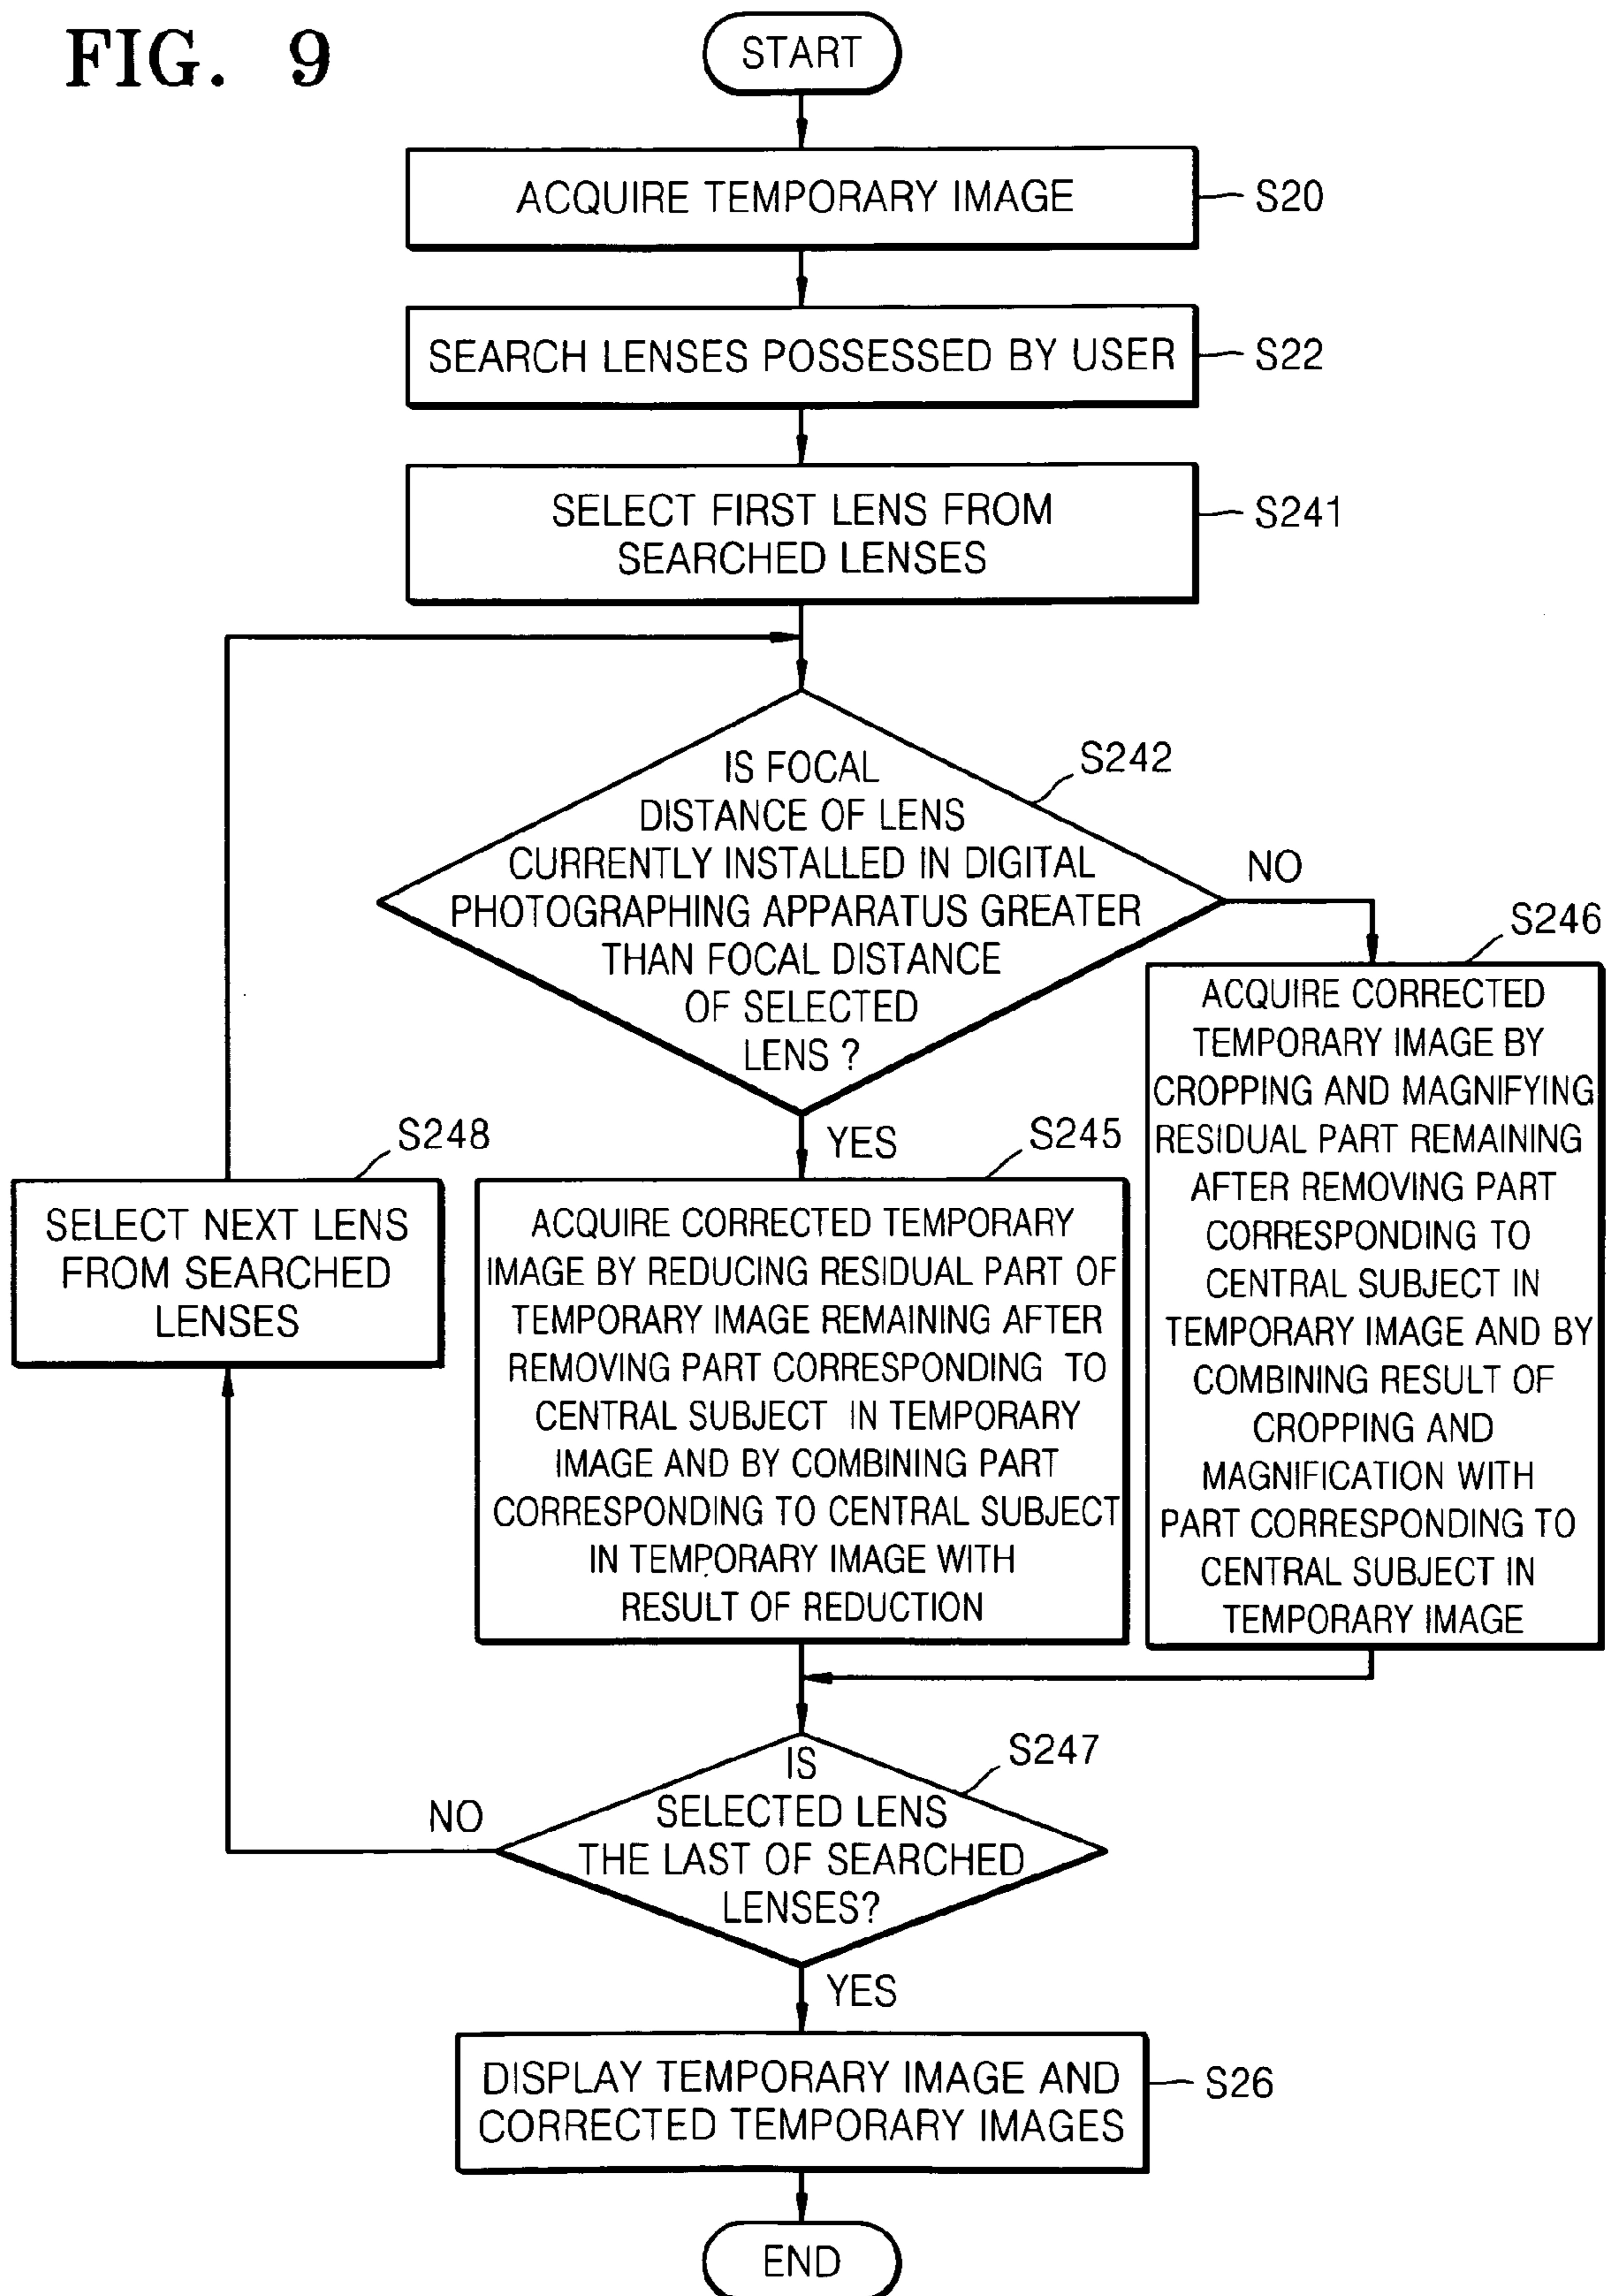 FIG. 9
START
ACQUIRE TEMPORARY IMAGE
S20
SEARCH LENSES POSSESSED BY USER
S22
SELECT FIRST LENS FROM
SEARCHED LENSES
S241
IS FOCAL
DISTANCE OF LENS
CURRENTLY INSTALLED IN DIGITAL
PHOTOGRAPHING APPARATUS GREATER
THAN FOCAL DISTANCE
OF SELECTED
LENS ?
S242
NO
YES
S246
ACQUIRE CORRECTED
TEMPORARY IMAGE BY
CROPPING AND MAGNIFYING
RESIDUAL PART REMAINING
AFTER REMOVING PART
CORRESPONDING TO
CENTRAL SUBJECT IN
TEMPORARY IMAGE AND BY
COMBINING RESULT OF
CROPPING AND
MAGNIFICATION WITH
PART CORRESPONDING TO
CENTRAL SUBJECT IN
TEMPORARY IMAGE
S245
ACQUIRE CORRECTED TEMPORARY
IMAGE BY REDUCING RESIDUAL PART OF
TEMPORARY IMAGE REMAINING AFTER
REMOVING PART CORRESPONDING TO
CENTRAL SUBJECT IN TEMPORARY
IMAGE AND BY COMBINING PART
CORRESPONDING TO CENTRAL SUBJECT
IN TEMPORARY IMAGE WITH
RESULT OF REDUCTION
S248
SELECT NEXT LENS
FROM SEARCHED
LENSES
S247
IS
SELECTED LENS
THE LAST OF SEARCHED
LENSES?
NO
YES
DISPLAY TEMPORARY IMAGE AND
CORRECTED TEMPORARY IMAGES
S26
END